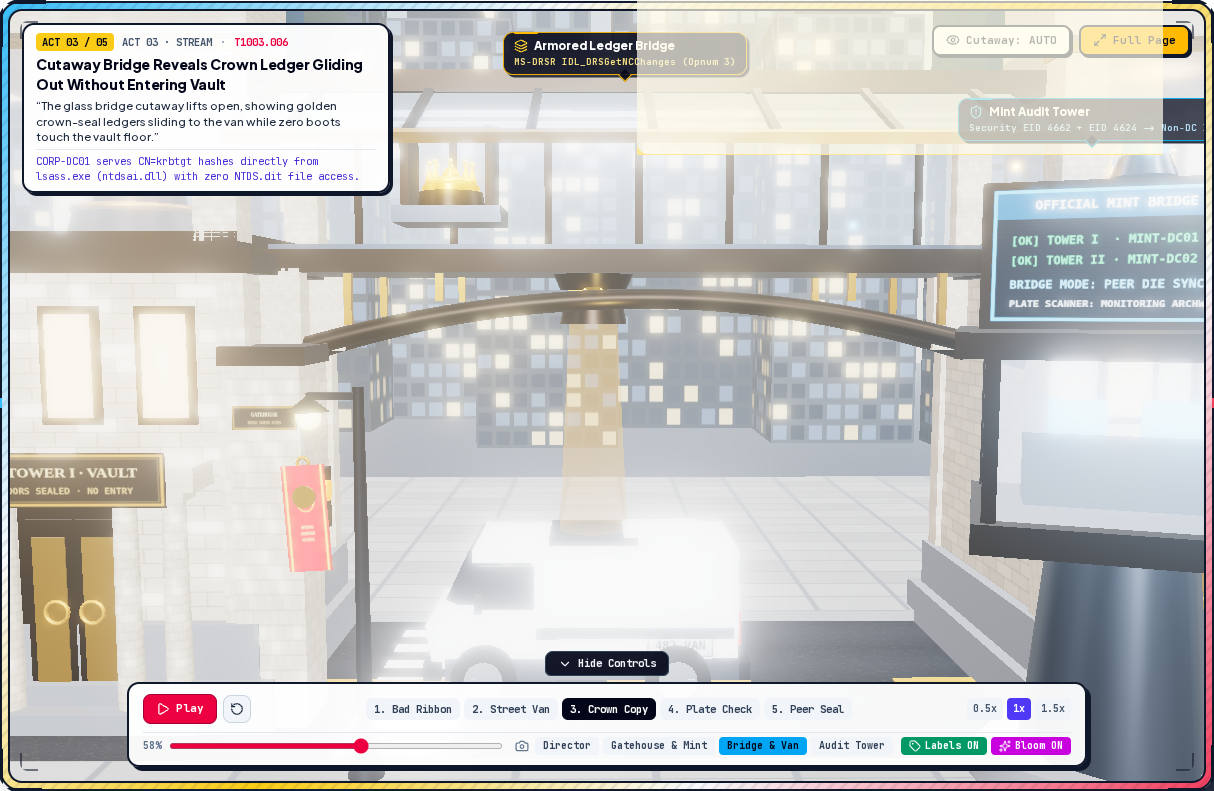 ACT 03 / 05 ACT 03 · STREAM · T1003.006
Cutaway Bridge Reveals Crown Ledger Gliding
Out Without Entering Vault
“The glass bridge cutaway lifts open, showing golden
crown-seal ledgers sliding to the van while zero boots
touch the vault floor.”
CORP-DC01 serves CN=krbtgt hashes directly from
lsass.exe (ntdsai.dll) with zero NTDS.dit file access.
Armored Ledger Bridge
MS-DRSR IDL_DRSGetNCChanges (Opnum 3)
Cutaway: AUTO
Full Page
Mint Audit Tower
Security EID 4662 + EID 4624 → Non-DC
OFFICIAL MINT BRIDGE
[OK] TOWER I · MINT-DC01
[OK] TOWER II · MINT-DC02
BRIDGE MODE: PEER DIE SYNC
PLATE SCANNER: MONITORING ARCHW
GATEHOUSE
TOWER I · VAULT
OORS SEALED · NO ENTRY
VAN
Hide Controls
Play
1. Bad Ribbon
2. Street Van
3. Crown Copy
4. Plate Check
5. Peer Seal
0.5x
1x
1.5x
58%
Director
Gatehouse & Mint
Bridge & Van
Audit Tower
Labels ON
Bloom ON